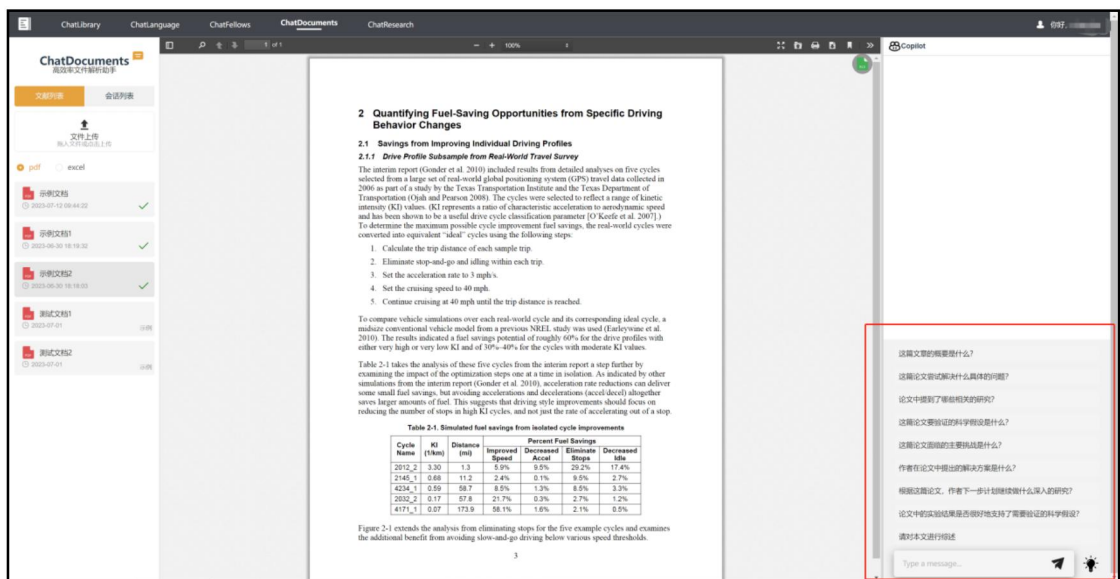 ChatLibrary
ChatLanguage
ChatFellows
ChatDocuments
ChatResearch
你好,
ChatDocuments
高效率文件解析助手
文献列表
会话列表
文件上传
拖入文件或点击上传
pdf
excel
示例文档
2023-07-12 09:44:22
示例文档1
2023-06-30 18:19:32
示例文档2
2023-06-30 18:18:03
测试文档1
2023-07-01
示例
测试文档2
2023-07-01
示例
1 of 1
100%
2 Quantifying Fuel-Saving Opportunities from Specific Driving
Behavior Changes
2.1 Savings from Improving Individual Driving Profiles
2.1.1 Drive Profile Subsample from Real-World Travel Survey
The interim report (Gonder et al. 2010) included results from detailed analyses on five cycles
selected from a large set of real-world global positioning system (GPS) travel data collected in
2006 as part of a study by the Texas Transportation Institute and the Texas Department of
Transportation (Ojah and Pearson 2008). The cycles were selected to reflect a range of kinetic
intensity (KI) values. (KI represents a ratio of characteristic acceleration to aerodynamic speed
and has been shown to be a useful drive cycle classification parameter [O'Keefe et al. 2007].)
To determine the maximum possible cycle improvement fuel savings, the real-world cycles were
converted into equivalent "ideal" cycles using the following steps:
1. Calculate the trip distance of each sample trip.
2. Eliminate stop-and-go and idling within each trip.
3. Set the acceleration rate to 3 mph/s.
4. Set the cruising speed to 40 mph.
5. Continue cruising at 40 mph until the trip distance is reached.
To compare vehicle simulations over each real-world cycle and its corresponding ideal cycle, a
midsize conventional vehicle model from a previous NREL study was used (Earleywine et al.
2010). The results indicated a fuel savings potential of roughly 60% for the drive profiles with
either very high or very low KI and of 30%-40% for the cycles with moderate KI values.
Table 2-1 takes the analysis of these five cycles from the interim report a step further by
examining the impact of the optimization steps one at a time in isolation. As indicated by other
simulations from the interim report (Gonder et al. 2010), acceleration rate reductions can deliver
some small fuel savings, but avoiding accelerations and decelerations (accel/decel) altogether
saves larger amounts of fuel. This suggests that driving style improvements should focus on
reducing the number of stops in high KI cycles, and not just the rate of accelerating out of a stop.
Table 2-1. Simulated fuel savings from isolated cycle improvements
Cycle Name KI (1/km) Distance (mi) Percent Fuel Savings
Improved Speed Decreased Accel Eliminate Stops Decreased Idle
2012_2 3.30 1.3 5.9% 9.5% 29.2% 17.4%
2145_1 0.68 11.2 2.4% 0.1% 9.5% 2.7%
4234_1 0.59 58.7 8.5% 1.3% 8.5% 3.3%
2032_2 0.17 57.8 21.7% 0.3% 2.7% 1.2%
4171_1 0.07 173.9 58.1% 1.6% 2.1% 0.5%
Figure 2-1 extends the analysis from eliminating stops for the five example cycles and examines
the additional benefit from avoiding slow-and-go driving below various speed thresholds.
3
Copilot
这篇文章的概要是什么?
这篇论文尝试解决什么具体的问题?
论文中提到了哪些相关的研究?
这篇论文要验证的科学假设是什么?
这篇论文面临的主要挑战是什么?
作者在论文中提出的解决方案是什么?
根据这篇论文,作者下一步计划继续做什么深入的研究?
论文中的实验结果是否很好地支持了需要验证的科学假设?
请对本文进行综述
Type a message...